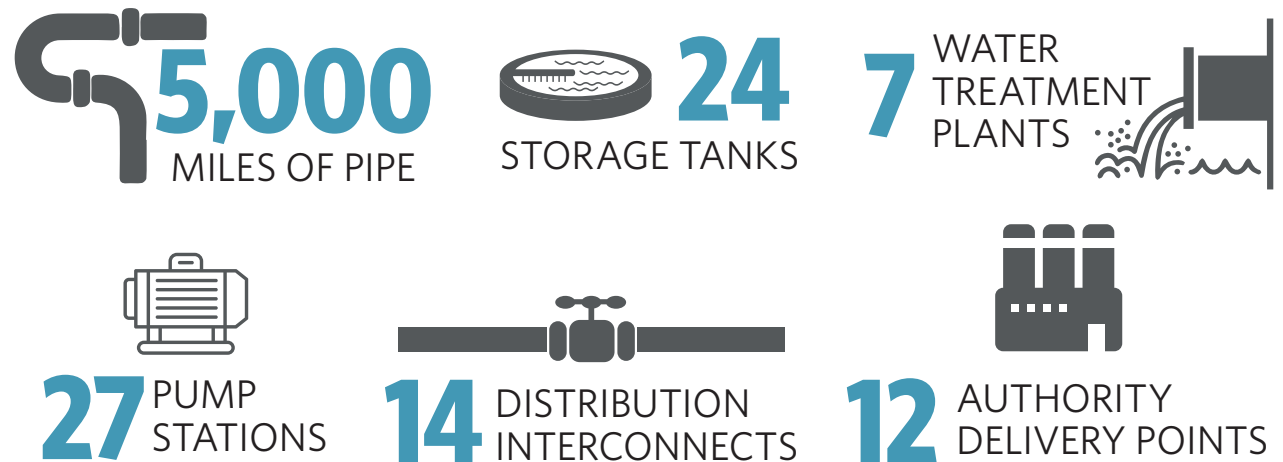 5,000
MILES OF PIPE
24
STORAGE TANKS
7 WATER
TREATMENT
PLANTS
27 PUMP
STATIONS
14 DISTRIBUTION
INTERCONNECTS
12 AUTHORITY
DELIVERY POINTS